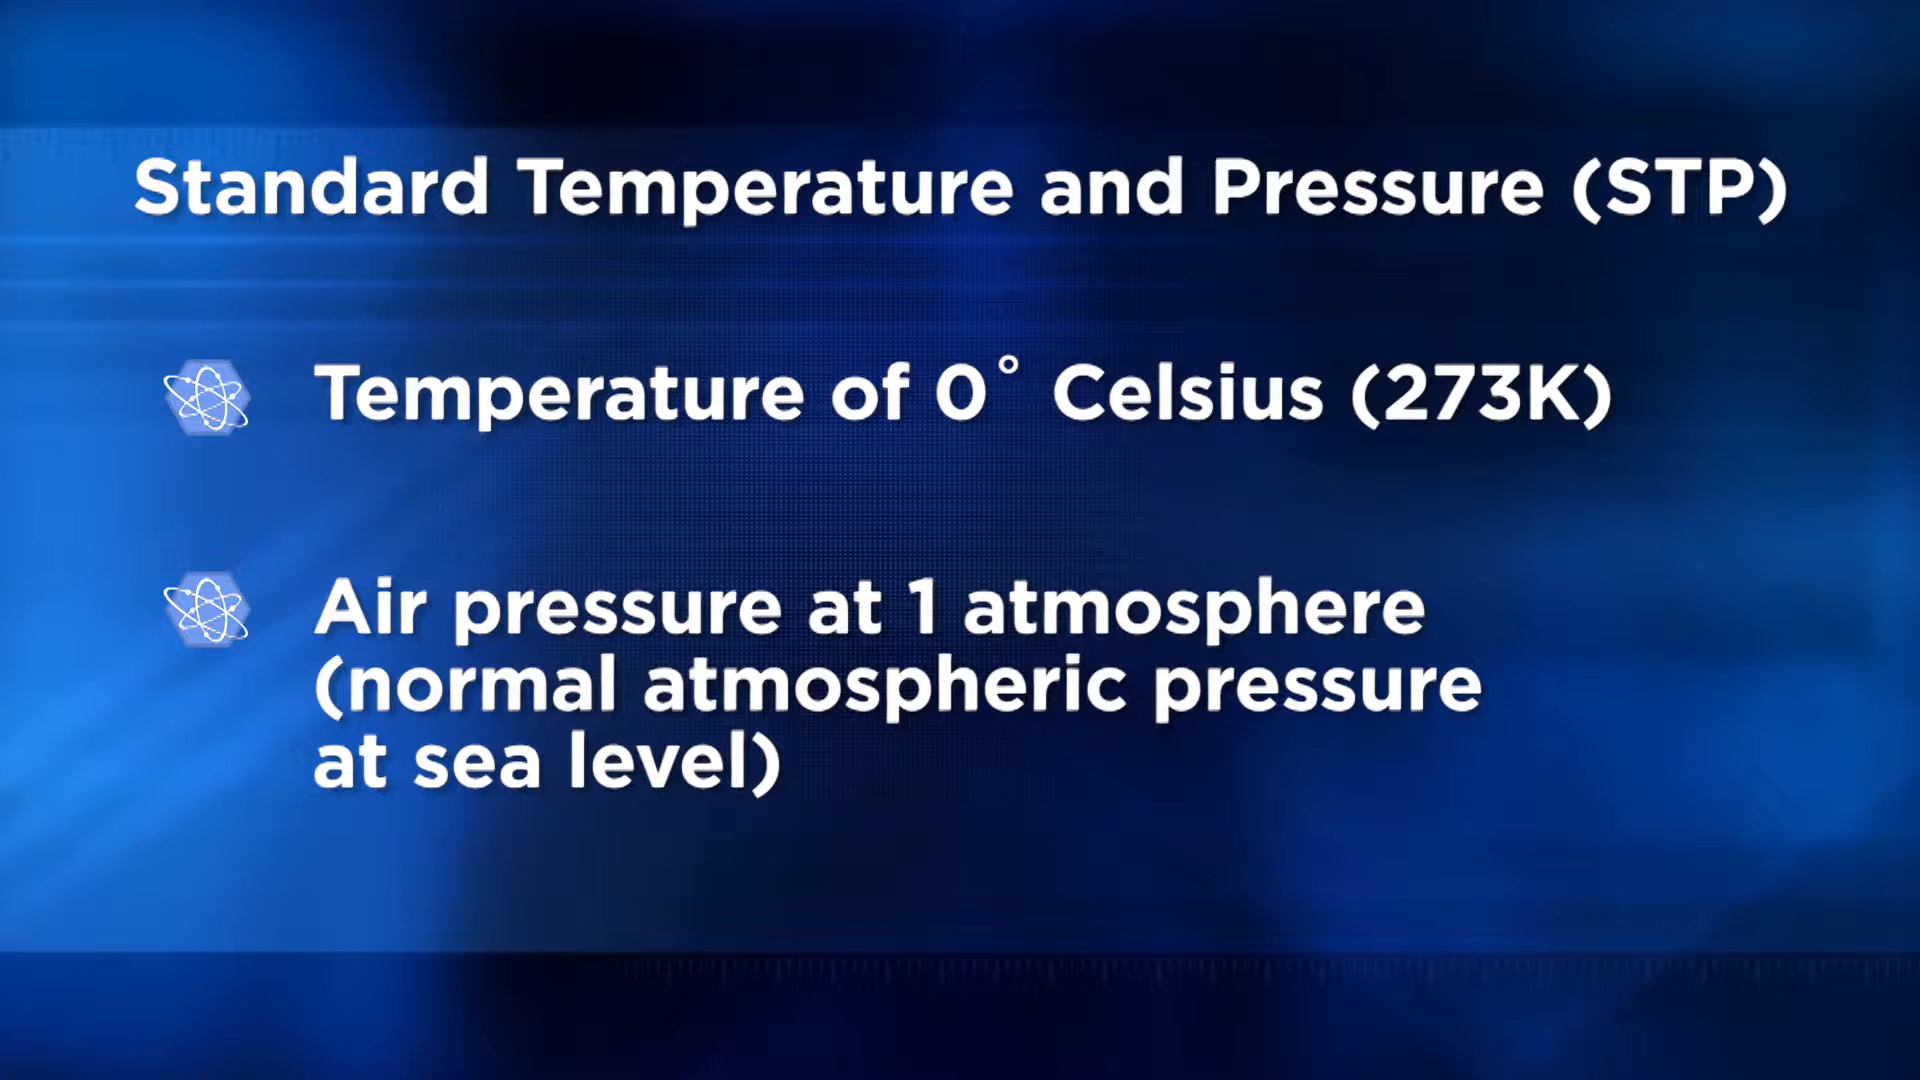 Standard Temperature and Pressure (STP)
Temperature of 0° Celsius (273K)
Air pressure at 1 atmosphere
(normal atmospheric pressure
at sea level)